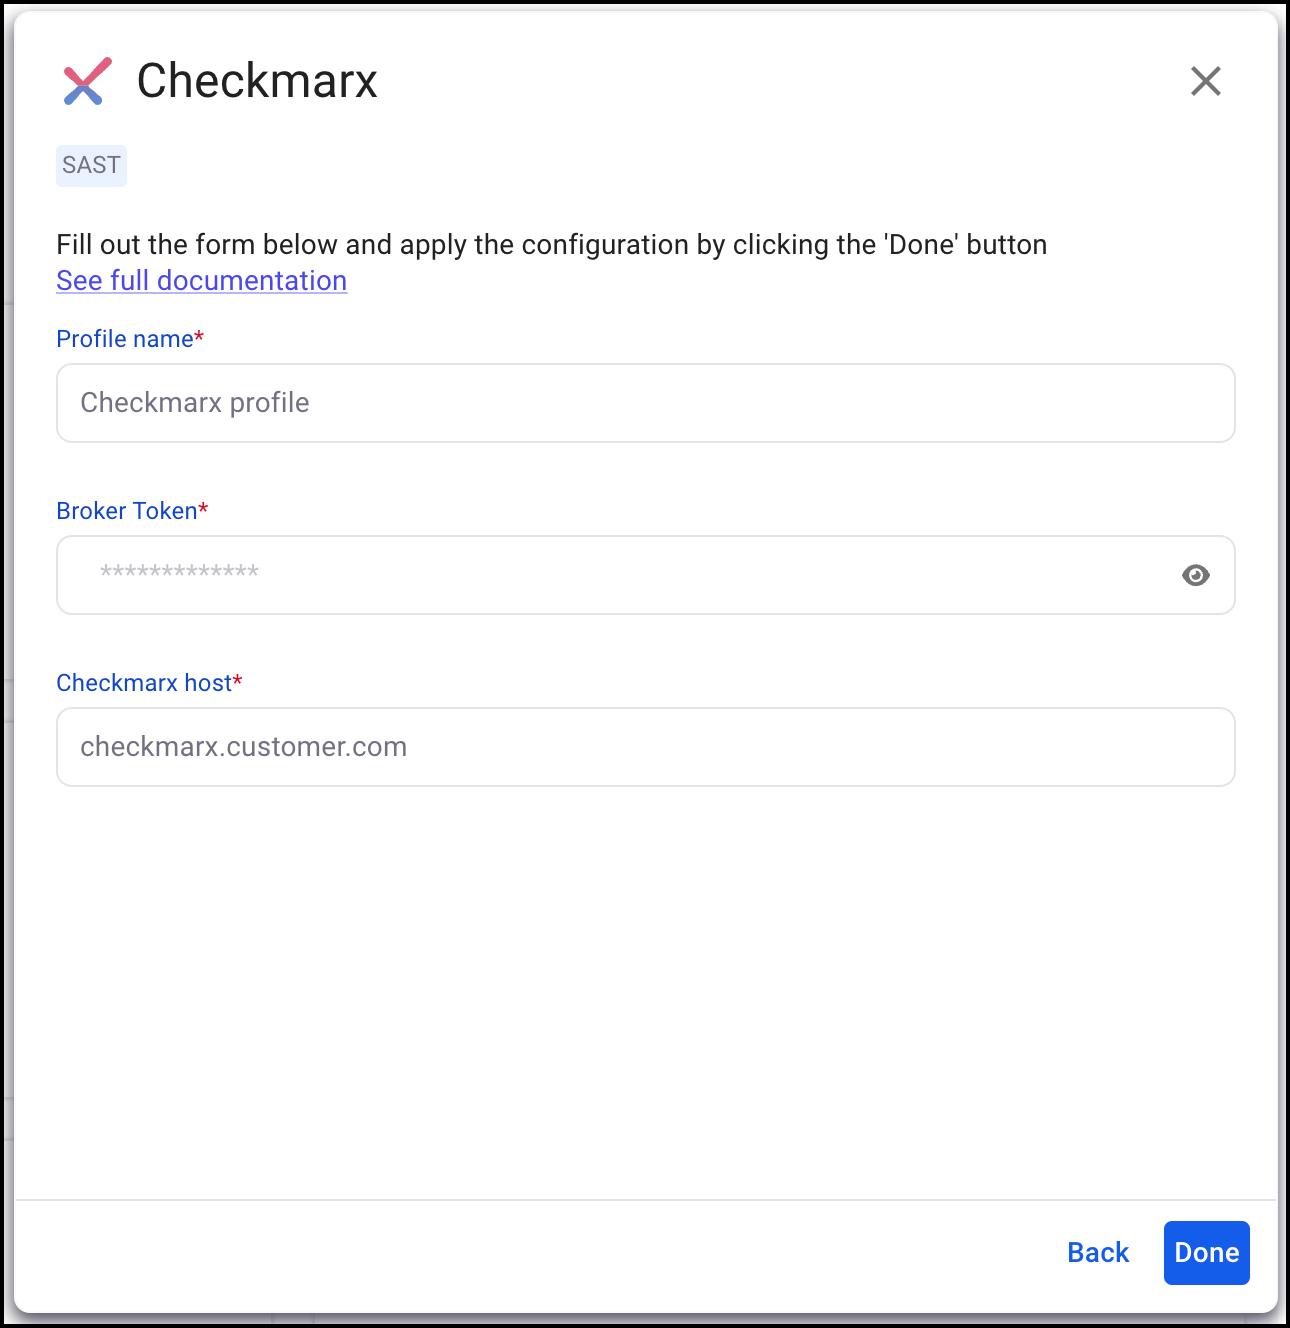 Checkmarx
SAST
Fill out the form below and apply the configuration by clicking the 'Done' button
See full documentation
Profile name*
Checkmarx profile
Broker Token*
*************
Checkmarx host*
checkmarx.customer.com
Back
Done